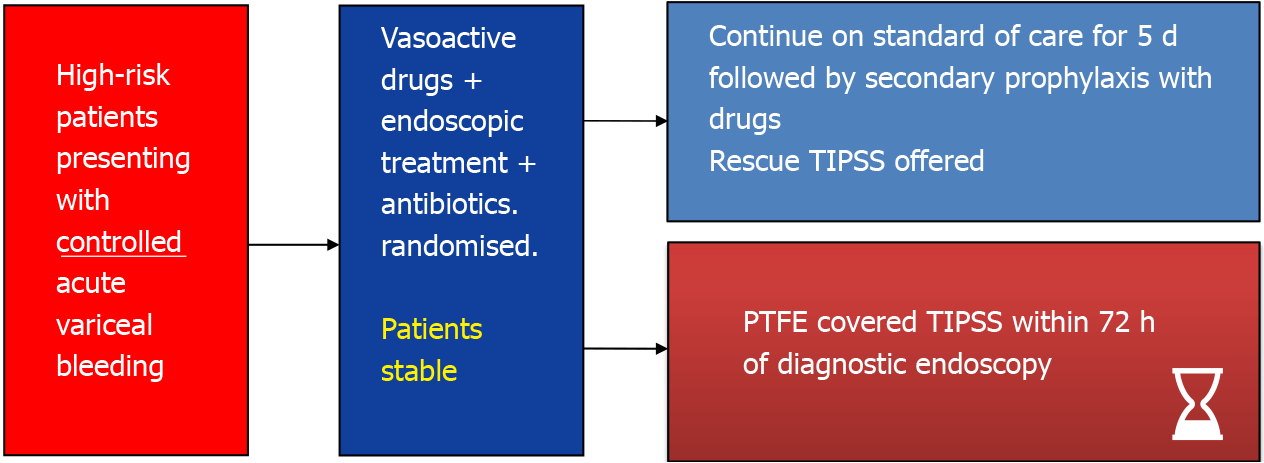 High-risk
patients
presenting
with
controlled
acute
variceal
bleeding
Vasoactive
drugs +
endoscopic
treatment +
antibiotics.
randomised.
Patients
stable
Continue on standard of care for 5 d
followed by secondary prophylaxis with
drugs
Rescue TIPSS offered
PTFE covered TIPSS within 72 h
of diagnostic endoscopy